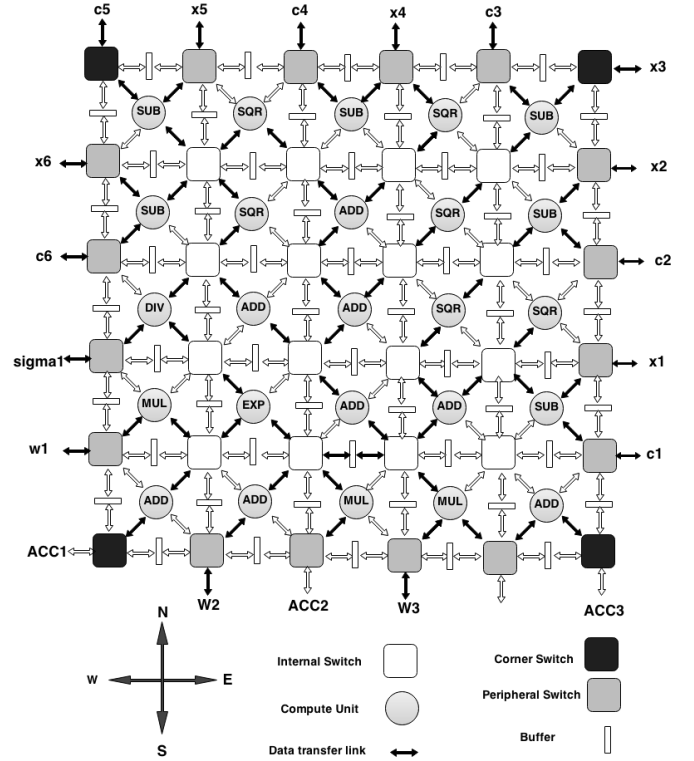 c5 x5 c4 x4 c3
x3
SUB SQR SUB SQR SUB
x6 x2
SUB SQR ADD SQR SUB
c6 c2
DIV ADD ADD SQR SQR
sigma1 x1
MUL EXP ADD ADD SUB
w1 c1
ADD ADD MUL MUL ADD
ACC1
W2 ACC2 W3 ACC3
N
W E
S
Internal Switch
Compute Unit
Data transfer link
Corner Switch
Peripheral Switch
Buffer